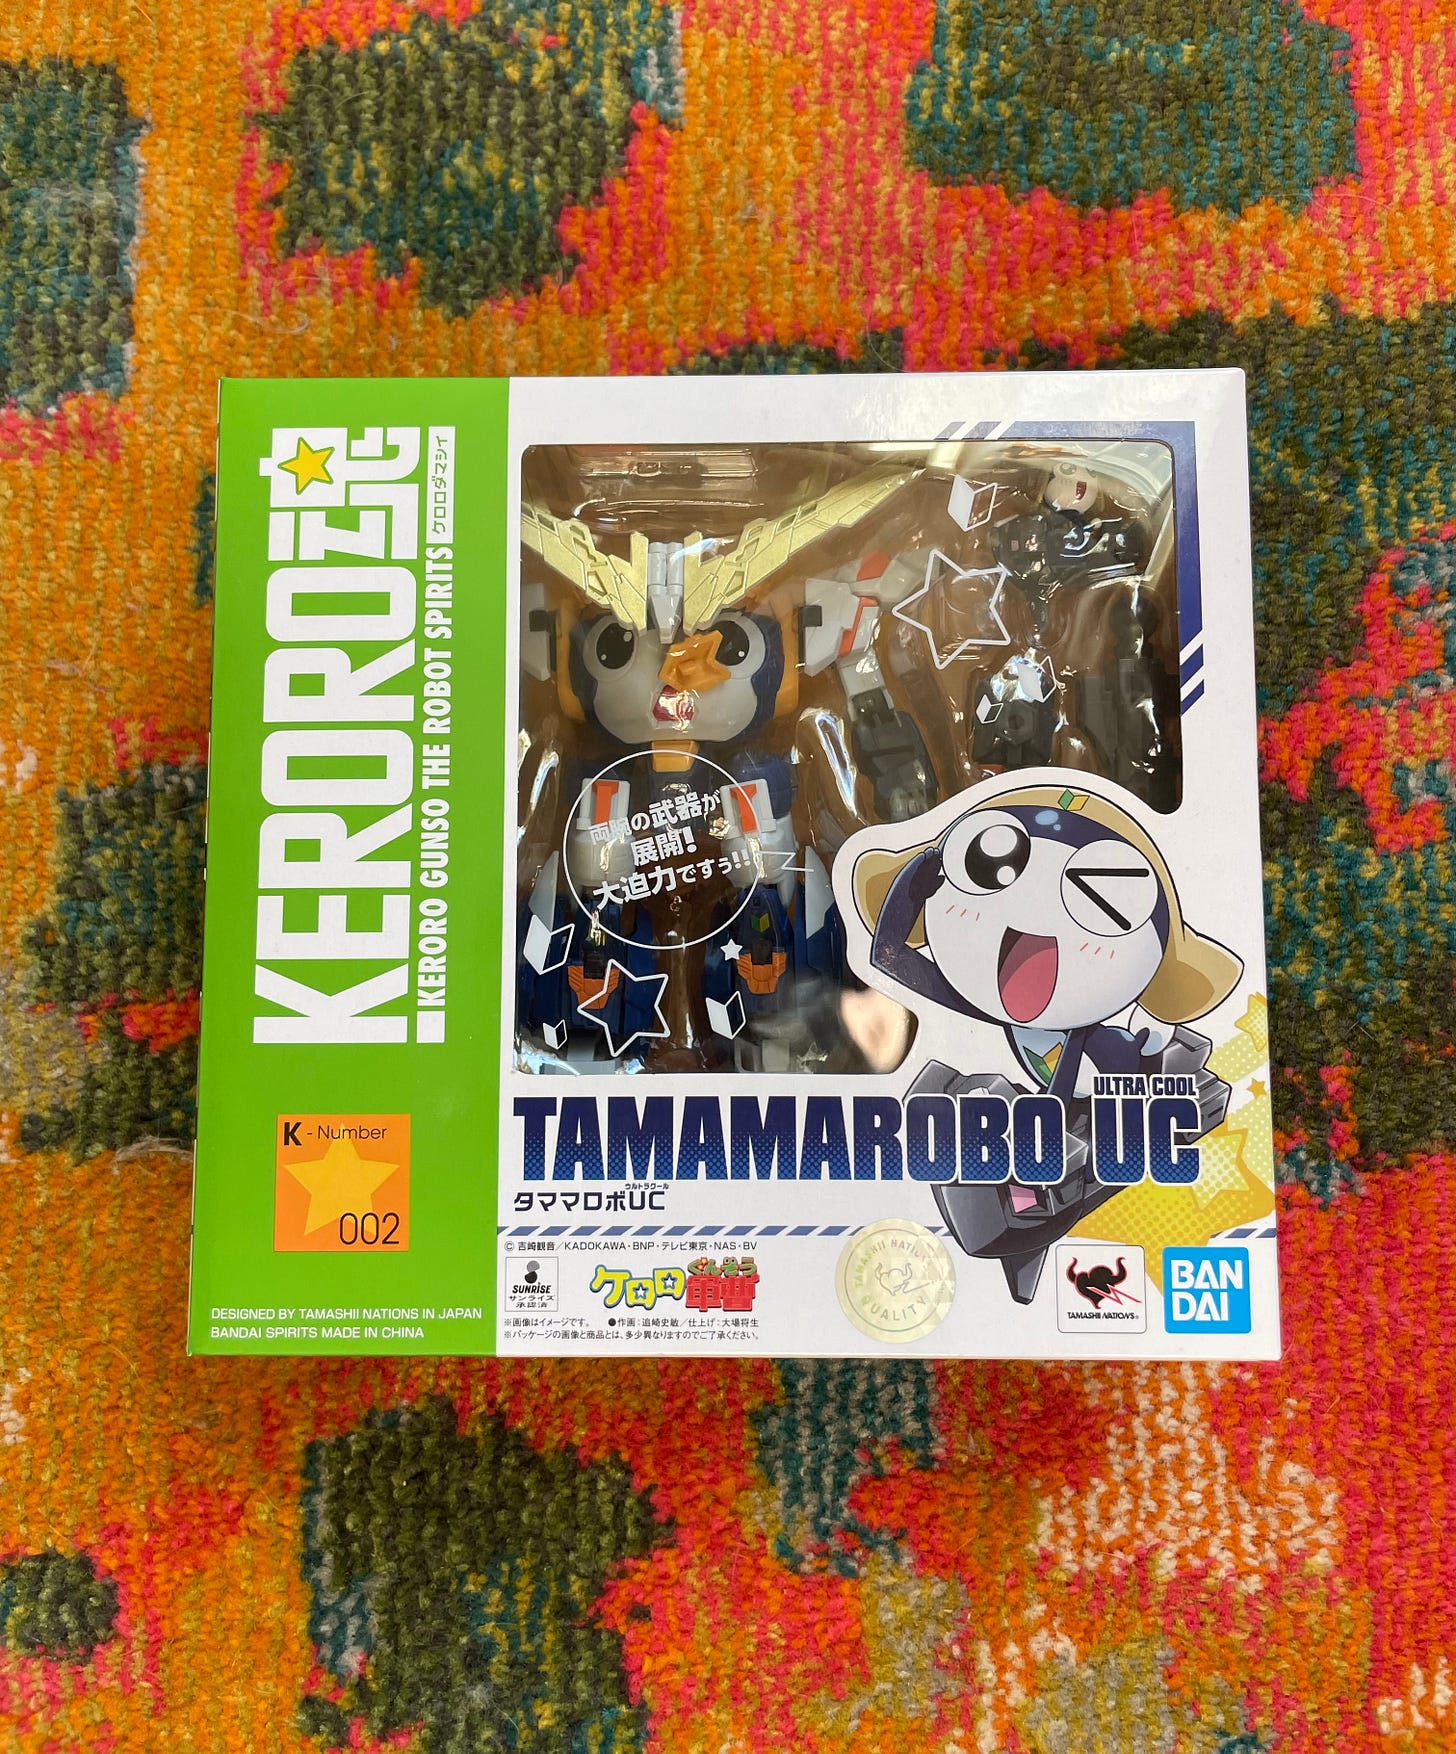 KERORO魂
ケロロダマシイ
KERORO GUNSO THE ROBOT SPIRITS
K - Number
002
DESIGNED BY TAMASHII NATIONS IN JAPAN
BANDAI SPIRITS MADE IN CHINA
両腕の武器が
展開!
大迫力ですぅ!!
ULTRA COOL
TAMAMAROBO UC
ウルトラクール
タママロボUC
© 吉崎観音/KADOKAWA・BNP・テレビ東京・NAS・BV
SUNRISE
サンライズ
承認済
ケロロ軍曹
ぐんそう
※画像はイメージです。 ●作画:追崎史敏/仕上げ:大場将生
※パッケージの画像と商品とは、多少異なりますのでご了承ください。
TAMASHII NATIONS
QUALITY
TAMASHII NATIONS
BAN
DAI